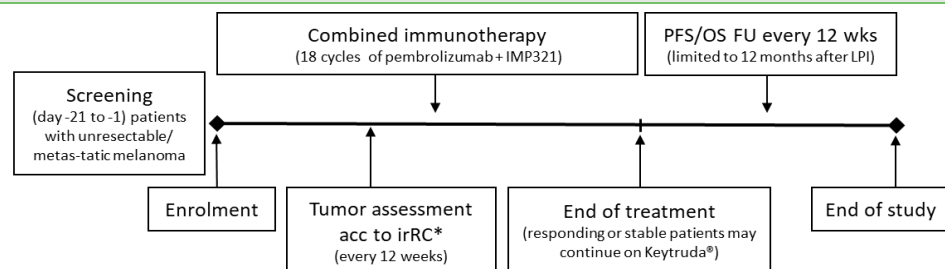 Combined immunotherapy
(18 cycles of pembrolizumab + IMP321)
PFS/OS FU every 12 wks
(limited to 12 months after LPI)
Screening
(day -21 to -1) patients
with unresectable/
metas-tatic melanoma
Enrolment
Tumor assessment
acc to irRC*
(every 12 weeks)
End of treatment
(responding or stable patients may
continue on Keytruda®)
End of study